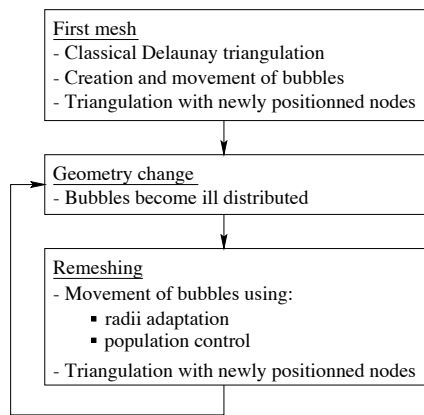 First mesh
- Classical Delaunay triangulation
- Creation and movement of bubbles
- Triangulation with newly positionned nodes
Geometry change
- Bubbles become ill distributed
Remeshing
- Movement of bubbles using:
▪ radii adaptation
▪ population control
- Triangulation with newly positionned nodes